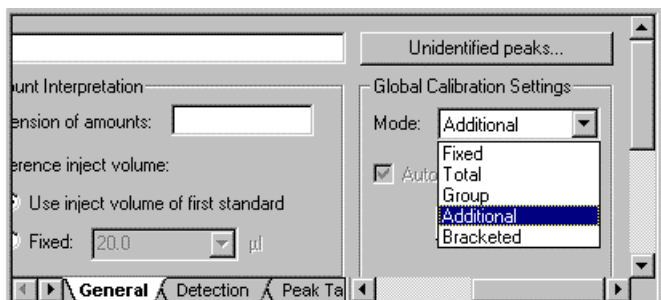 Unidentified peaks...
unt Interpretation
Global Calibration Settings
ension of amounts:
Mode: Additional
Fixed
erence inject volume:
Auto
Total
Group
Use inject volume of first standard
Additional
Fixed: 20.0 µl
Bracketed
General Detection Peak Ta